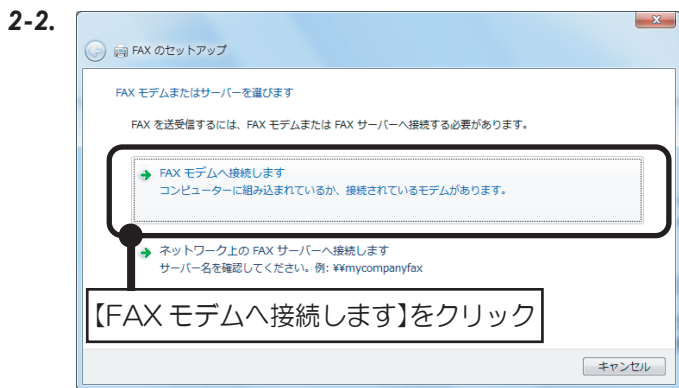 2-2.
FAX のセットアップ
FAX モデムまたはサーバーを選びます
FAX を送受信するには、FAX モデムまたは FAX サーバーへ接続する必要があります。
FAX モデムへ接続します
コンピューターに組み込まれているか、接続されているモデムがあります。
ネットワーク上の FAX サーバーへ接続します
サーバー名を確認してください。例: ¥¥mycompanyfax
【FAX モデムへ接続します】をクリック
キャンセル